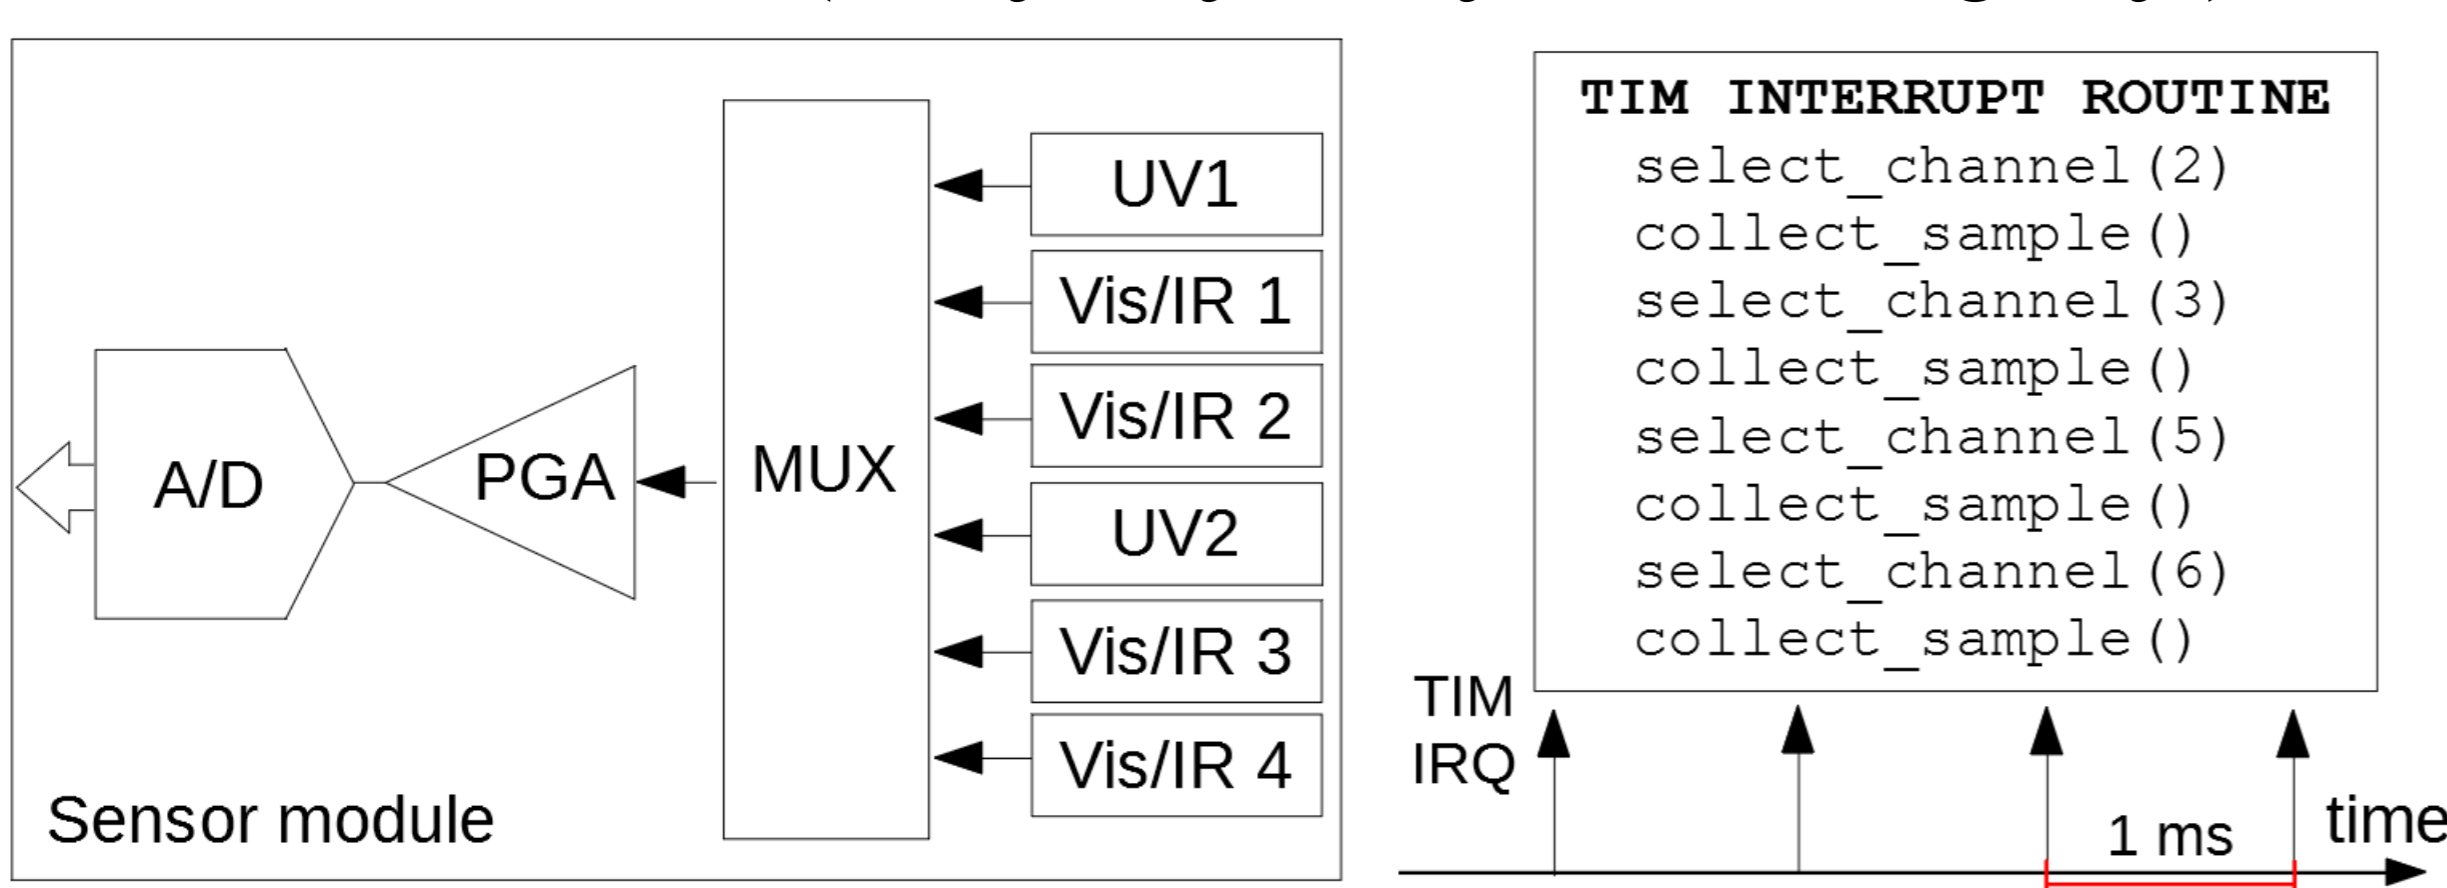 UV1
Vis/IR 1
Vis/IR 2
UV2
Vis/IR 3
Vis/IR 4
MUX
PGA
A/D
Sensor module
TIM INTERRUPT ROUTINE
select_channel(2)
collect_sample()
select_channel(3)
collect_sample()
select_channel(5)
collect_sample()
select_channel(6)
collect_sample()
TIM
IRQ
1 ms
time